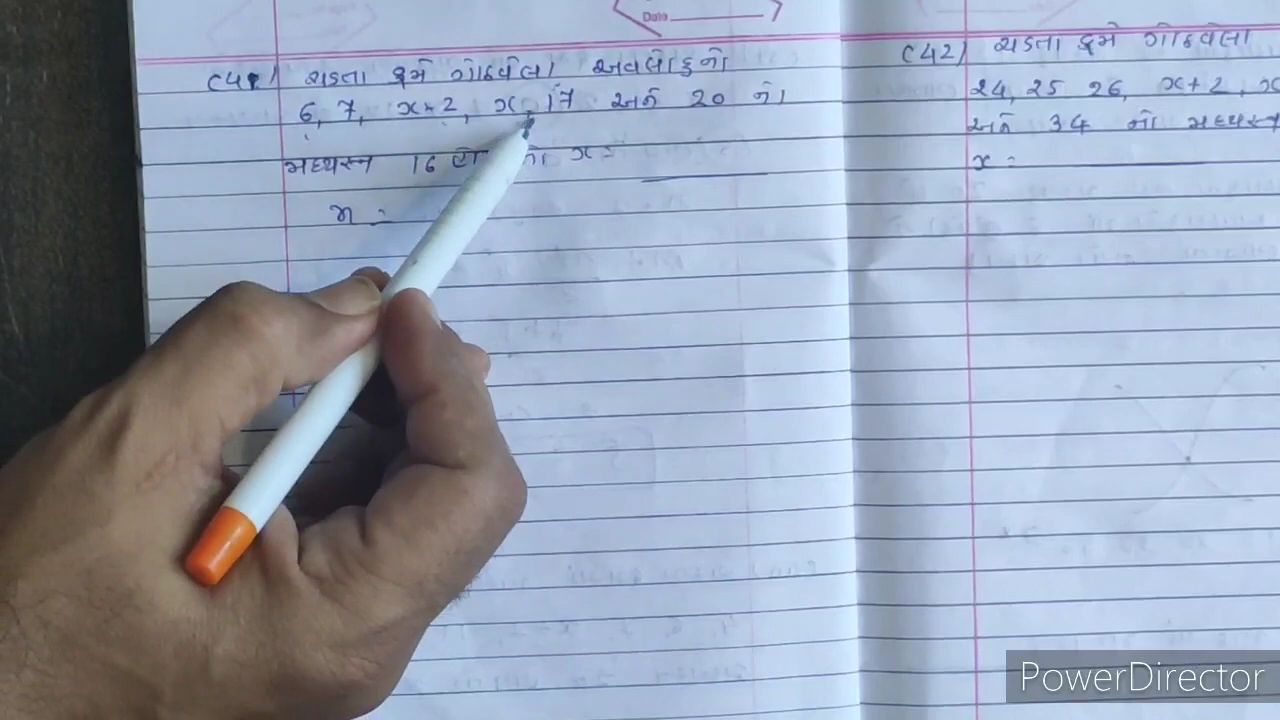 Date
(41) ચડતા ક્રમે ગોઠવેલા અવલોકનો
6, 7, x-2, x, 17 અને 20 નો
મધ્યસ્થ 16 તો x=
n =
(42) ચડતા ક્રમે ગોઠવેલા
24, 25 26, x+2, x
અને 34 નો મધ્યસ્થ
x =
PowerDirector